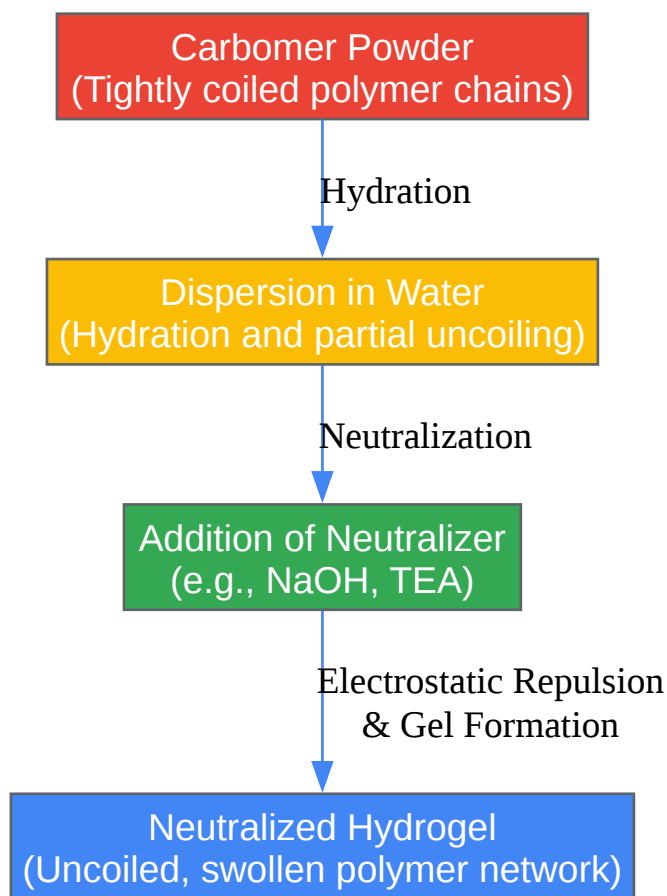 Carbomer Powder
(Tightly coiled polymer chains)
Hydration
Dispersion in Water
(Hydration and partial uncoiling)
Neutralization
Addition of Neutralizer
(e.g., NaOH, TEA)
Electrostatic Repulsion
& Gel Formation
Neutralized Hydrogel
(Uncoiled, swollen polymer network)